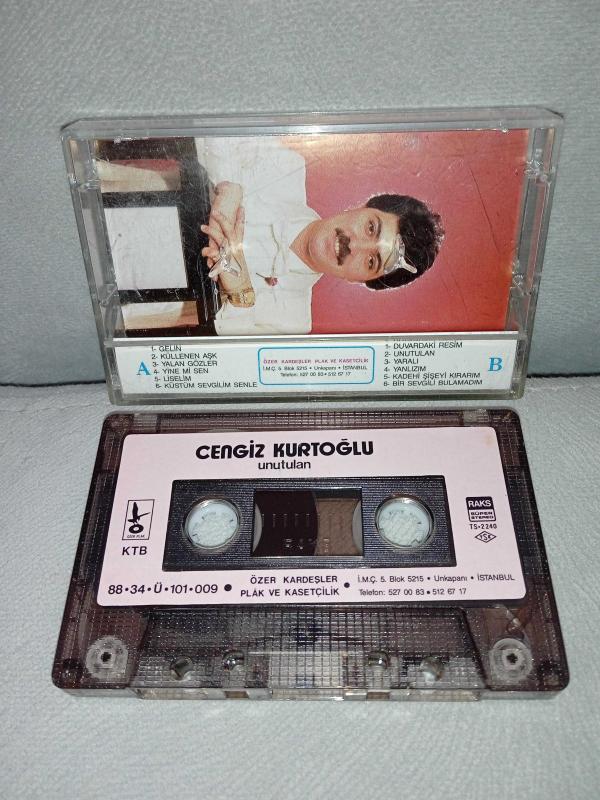 A
1- GELİN
2- KÜLLENEN AŞK
3- YALAN GÖZLER
4- YİNE Mİ SEN
5- LİSELİM
6- KÜSTÜM SEVGİLİM SENLE
ÖZER KARDEŞLER PLAK VE KASETÇİLİK
İ.M.Ç. 5. Blok 5215 • Unkapanı • İSTANBUL
Telefon: 527 00 83 • 512 67 17
1- DUVARDAKİ RESİM
2- UNUTULAN
3- YARALI
4- YANLIZIM
5- KADEHİ ŞİŞEYİ KIRARIM
6- BİR SEVGİLİ BULAMADIM
B
CENGİZ KURTOĞLU
unutulan
ÖZER PLAK
KTB
RAKS
SÜPER
STEREO
TS•2240
TSK
88•34•Ü•101•009 •
ÖZER KARDEŞLER
PLAK VE KASETÇİLİK
• İ.M.Ç. 5. Blok 5215 • Unkapanı • İSTANBUL
Telefon: 527 00 83 • 512 67 17